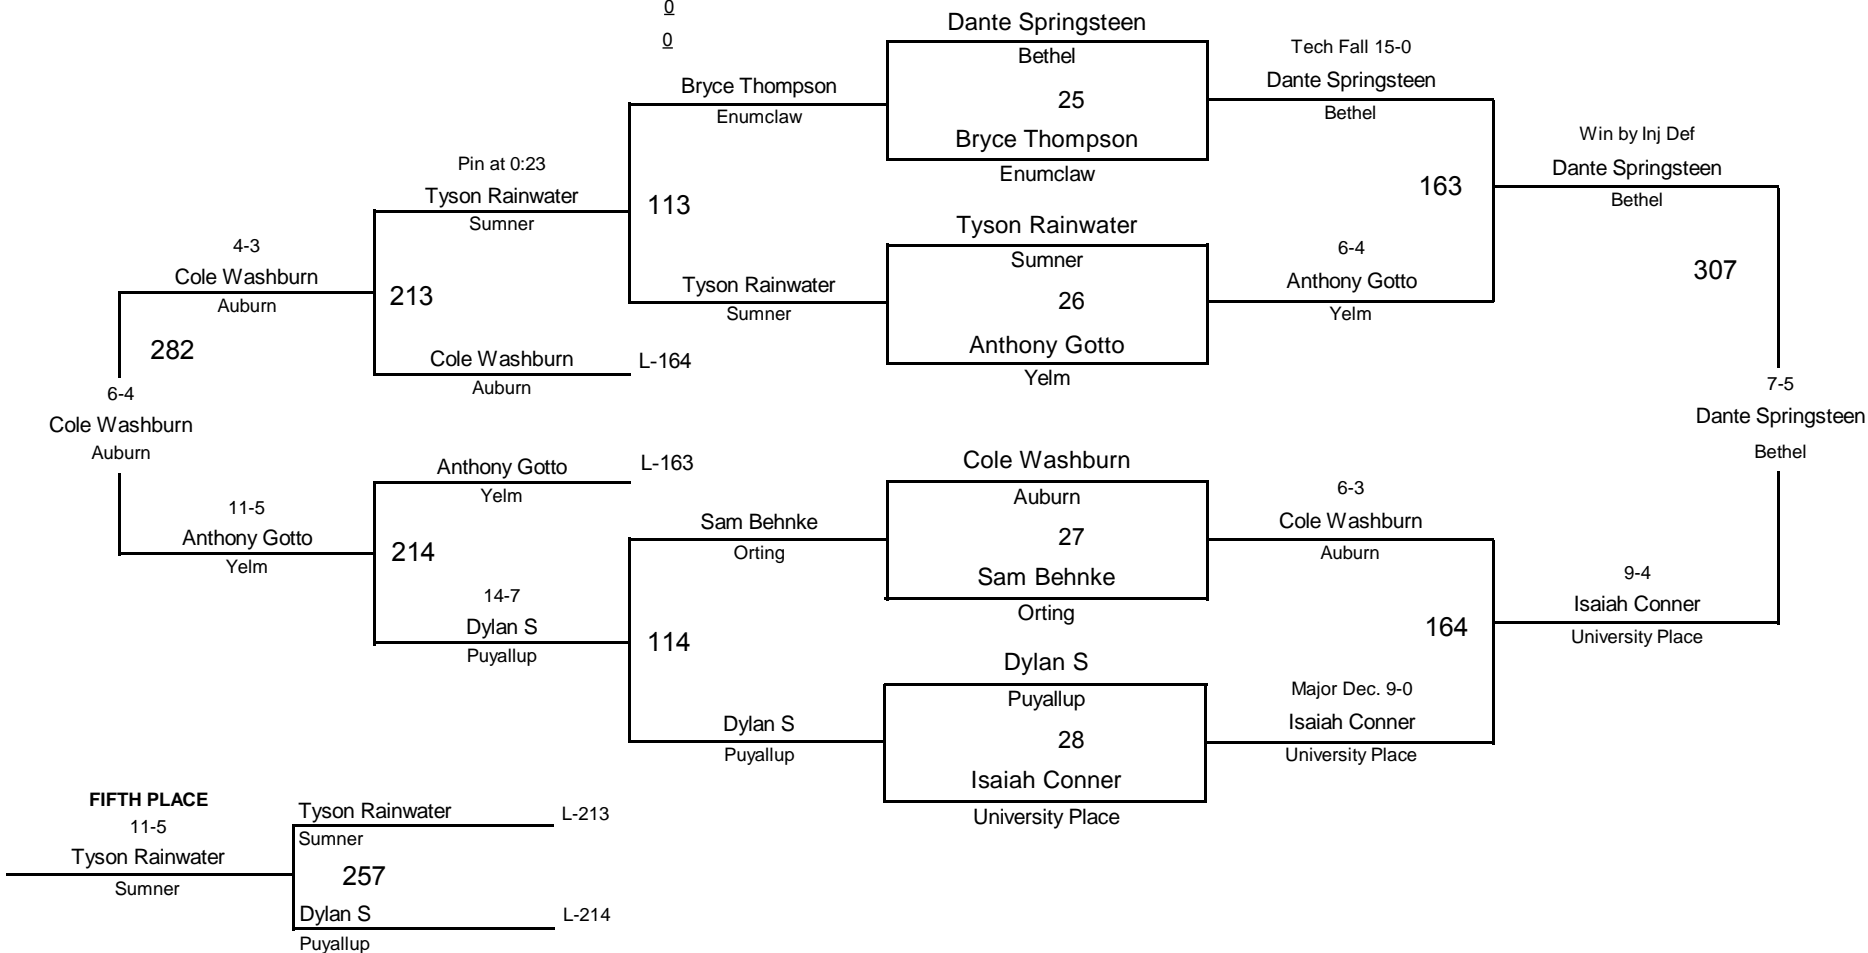 0
0
Dante Springsteen
Bethel
25
Bryce Thompson
Enumclaw
Tech Fall 15-0
Dante Springsteen
Bethel
Bryce Thompson
Enumclaw
Win by Inj Def
Dante Springsteen
Bethel
163
Pin at 0:23
Tyson Rainwater
Sumner
113
Tyson Rainwater
Sumner
26
Anthony Gotto
Yelm
6-4
Anthony Gotto
Yelm
307
4-3
Cole Washburn
Auburn
213
Tyson Rainwater
Sumner
282
Cole Washburn
Auburn
L-164
6-4
Cole Washburn
Auburn
7-5
Dante Springsteen
Bethel
Anthony Gotto
Yelm
L-163
Cole Washburn
Auburn
27
Sam Behnke
Orting
6-3
Cole Washburn
Auburn
11-5
Anthony Gotto
Yelm
214
Sam Behnke
Orting
14-7
Dylan S
Puyallup
114
9-4
Isaiah Conner
University Place
164
Dylan S
Puyallup
28
Isaiah Conner
University Place
Major Dec. 9-0
Isaiah Conner
University Place
Dylan S
Puyallup
FIFTH PLACE
11-5
Tyson Rainwater
Sumner
Tyson Rainwater
Sumner
L-213
257
Dylan S
Puyallup
L-214